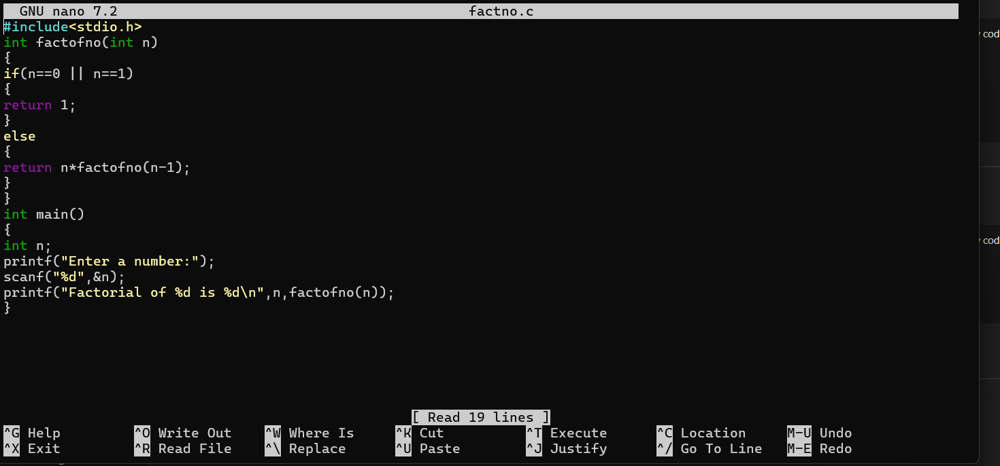 GNU nano 7.2 factno.c
#include<stdio.h>
int factofno(int n)
{
if(n==0 || n==1)
{
return 1;
}
else
{
return n*factofno(n-1);
}
}
int main()
{
int n;
printf("Enter a number:");
scanf("%d",&n);
printf("Factorial of %d is %d\n",n,factofno(n));
}
[ Read 19 lines ]
^G Help ^O Write Out ^W Where Is ^K Cut ^T Execute ^C Location M-U Undo
^X Exit ^R Read File ^\ Replace ^U Paste ^J Justify ^/ Go To Line M-E Redo
cod
cod